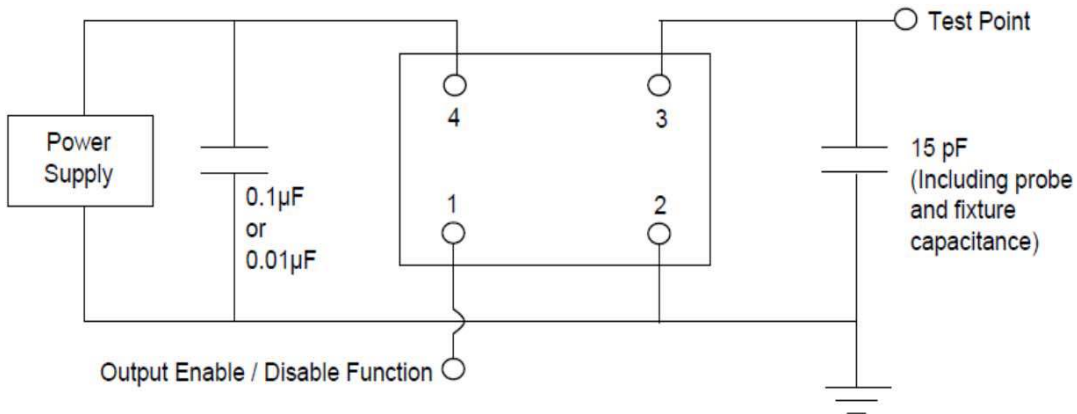 Test Point
4
3
Power
Supply
0.1µF
or
0.01µF
1
2
15 pF
(Including probe
and fixture
capacitance)
Output Enable / Disable Function